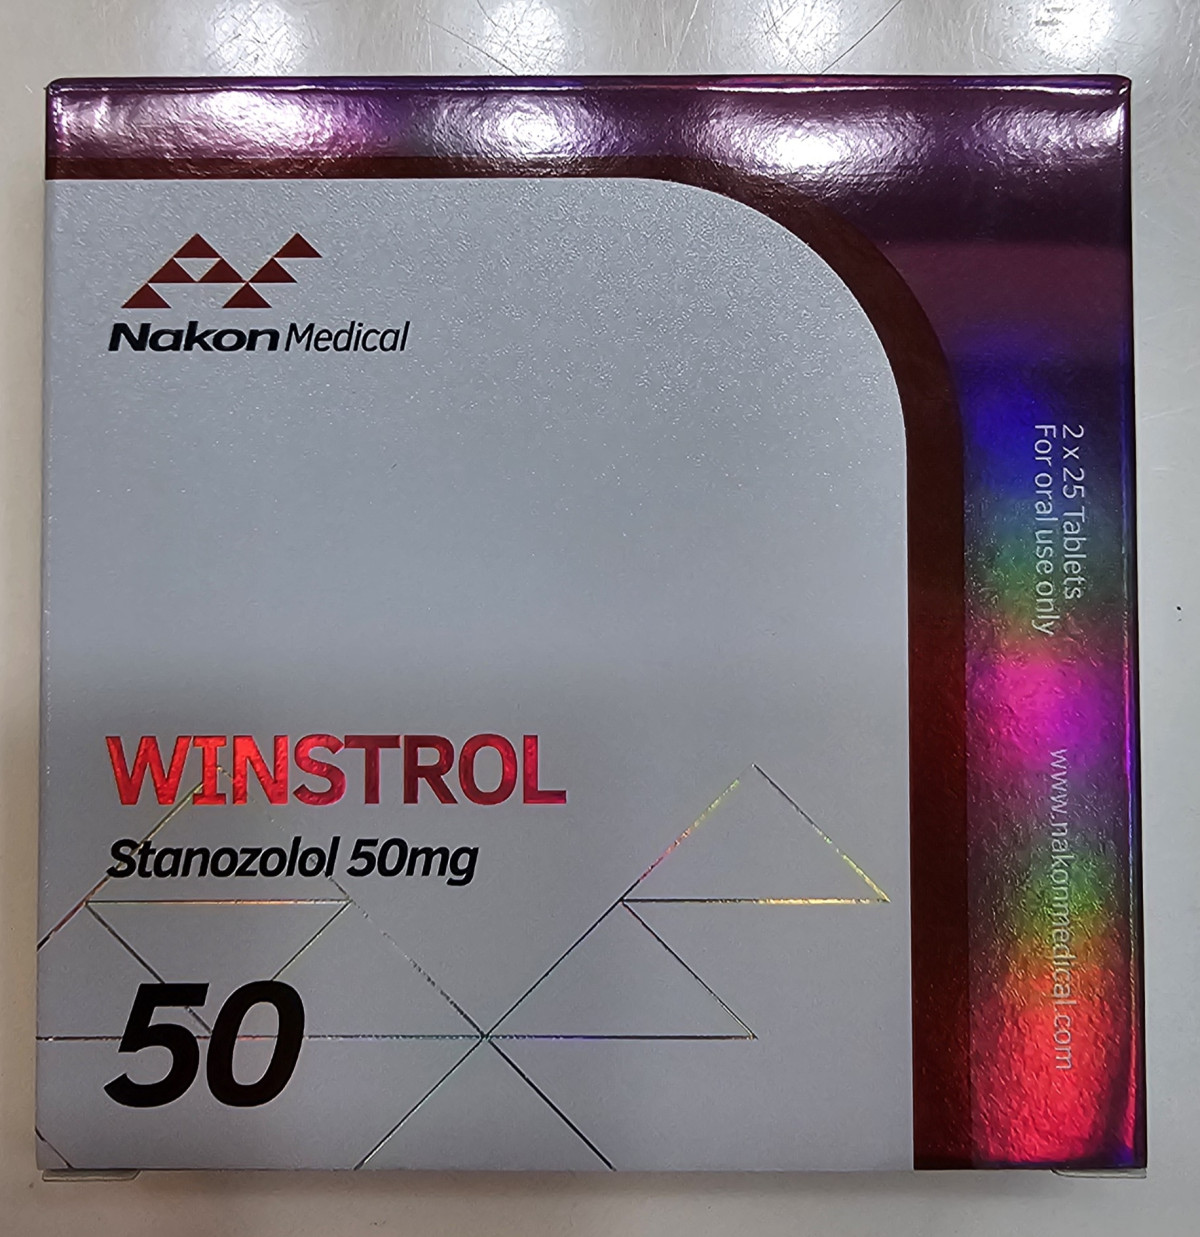 Nakon Medical
WINSTROL
Stanozolol 50mg
50
2 x 25 Tablets
For oral use only
www.nakonmedical.com